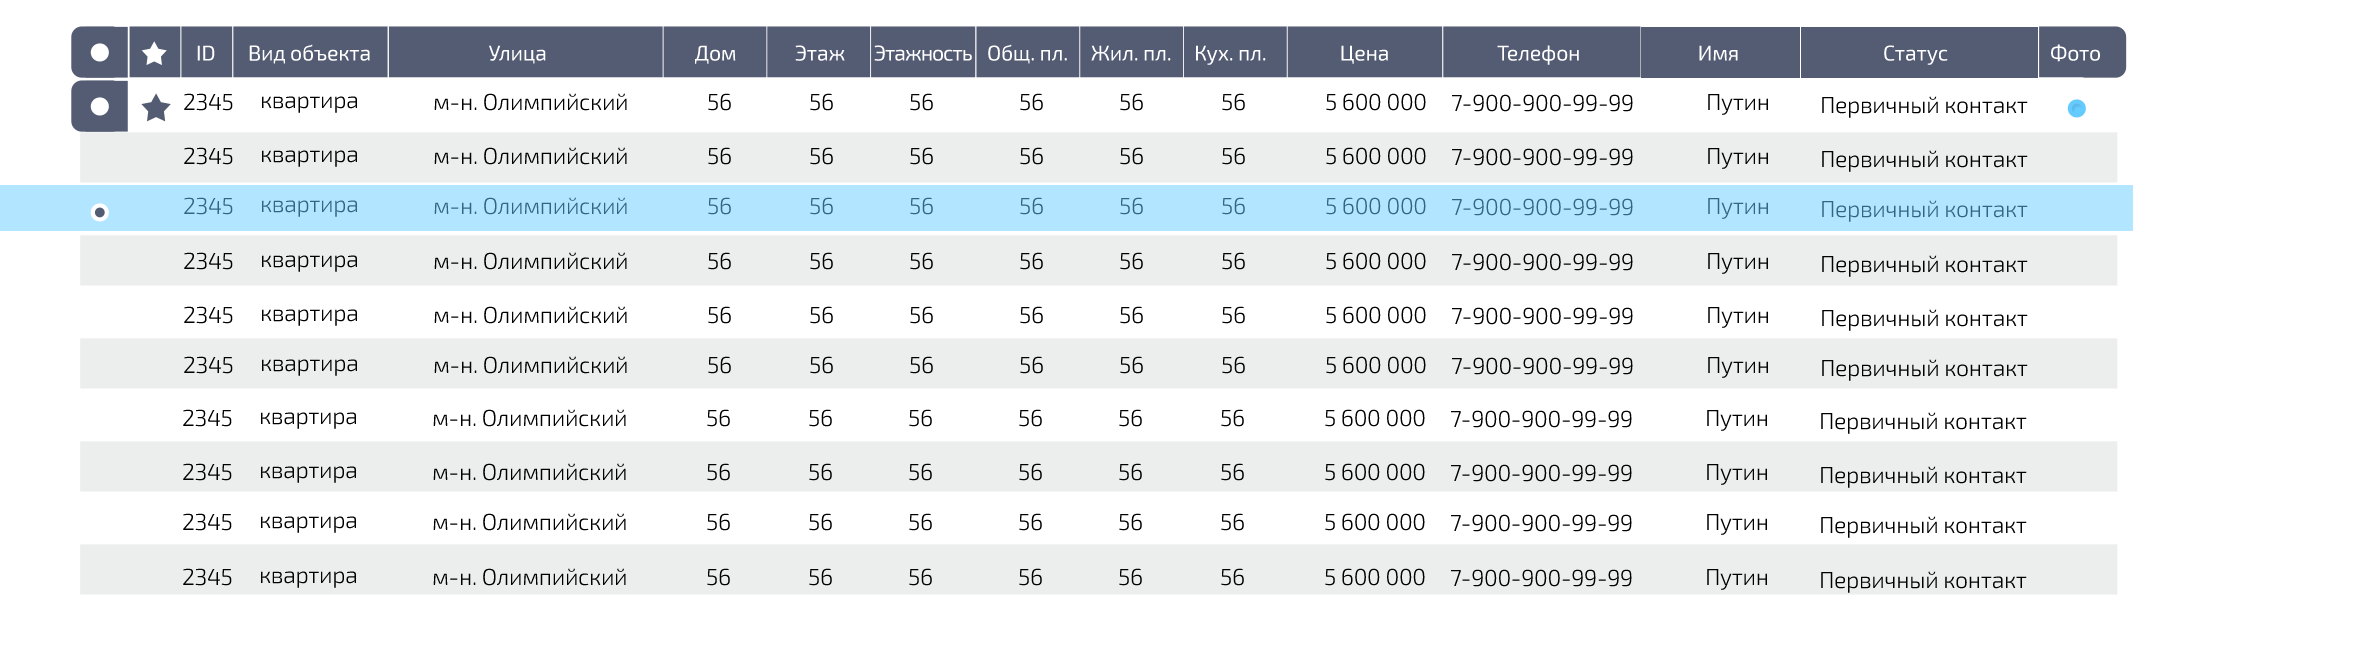 ID Вид объекта Улица Дом Этаж Этажность Общ. пл. Жил. пл. Кух. пл. Цена Телефон Имя Статус Фото
2345 квартира м-н. Олимпийский 56 56 56 56 56 56 5 600 000 7-900-900-99-99 Путин Первичный контакт
2345 квартира м-н. Олимпийский 56 56 56 56 56 56 5 600 000 7-900-900-99-99 Путин Первичный контакт
2345 квартира м-н. Олимпийский 56 56 56 56 56 56 5 600 000 7-900-900-99-99 Путин Первичный контакт
2345 квартира м-н. Олимпийский 56 56 56 56 56 56 5 600 000 7-900-900-99-99 Путин Первичный контакт
2345 квартира м-н. Олимпийский 56 56 56 56 56 56 5 600 000 7-900-900-99-99 Путин Первичный контакт
2345 квартира м-н. Олимпийский 56 56 56 56 56 56 5 600 000 7-900-900-99-99 Путин Первичный контакт
2345 квартира м-н. Олимпийский 56 56 56 56 56 56 5 600 000 7-900-900-99-99 Путин Первичный контакт
2345 квартира м-н. Олимпийский 56 56 56 56 56 56 5 600 000 7-900-900-99-99 Путин Первичный контакт
2345 квартира м-н. Олимпийский 56 56 56 56 56 56 5 600 000 7-900-900-99-99 Путин Первичный контакт
2345 квартира м-н. Олимпийский 56 56 56 56 56 56 5 600 000 7-900-900-99-99 Путин Первичный контакт